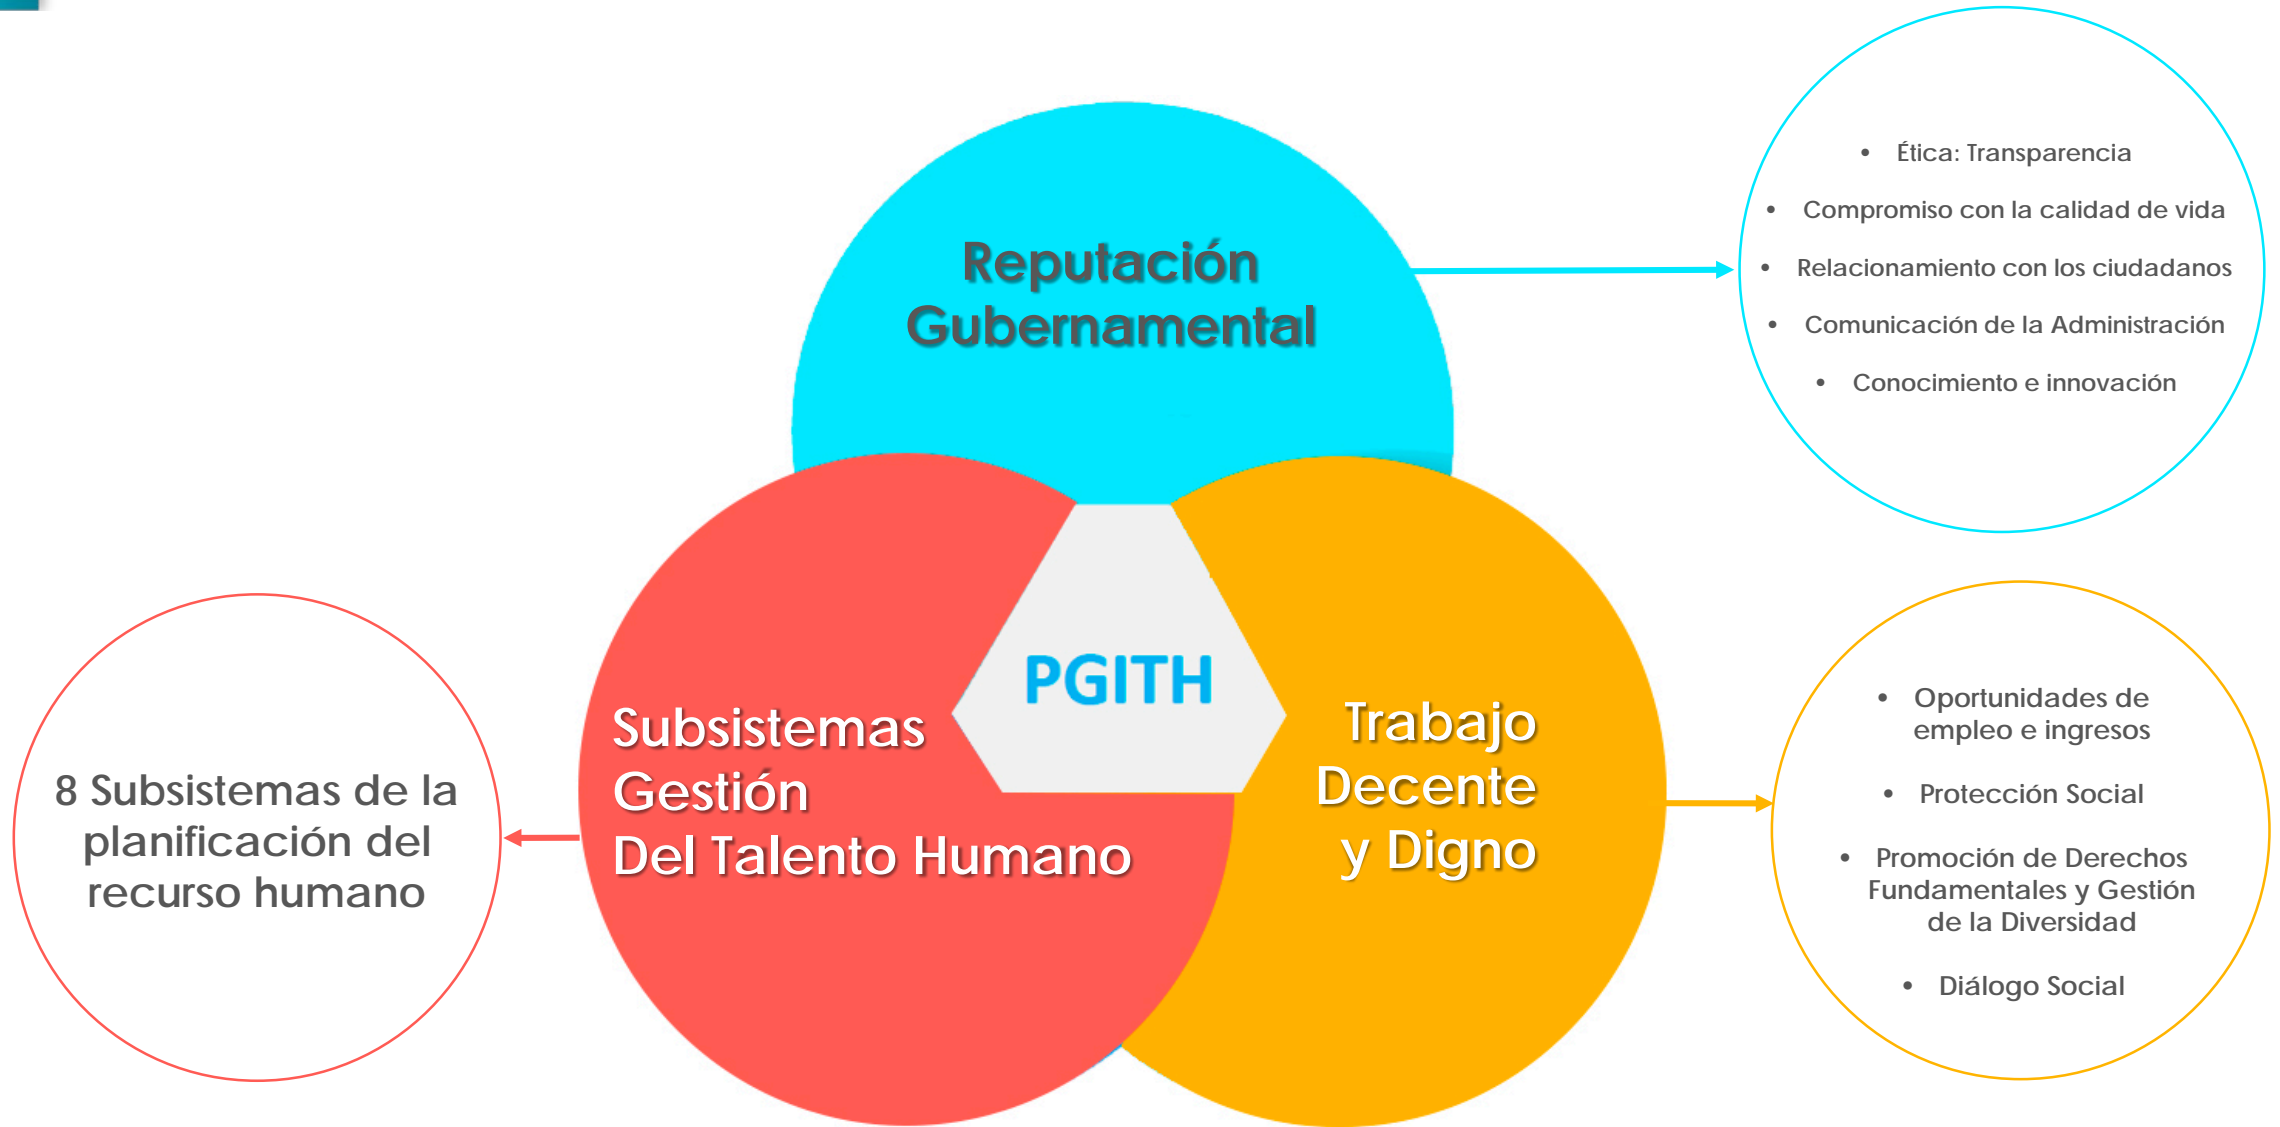 Reputación
Gubernamental
• Ética: Transparencia
• Compromiso con la calidad de vida
• Relacionamiento con los ciudadanos
• Comunicación de la Administración
• Conocimiento e innovación
PGITH
Subsistemas
Gestión
Del Talento Humano
Trabajo
Decente
y Digno
8 Subsistemas de la
planificación del
recurso humano
• Oportunidades de
empleo e ingresos
• Protección Social
• Promoción de Derechos
Fundamentales y Gestión
de la Diversidad
• Diálogo Social